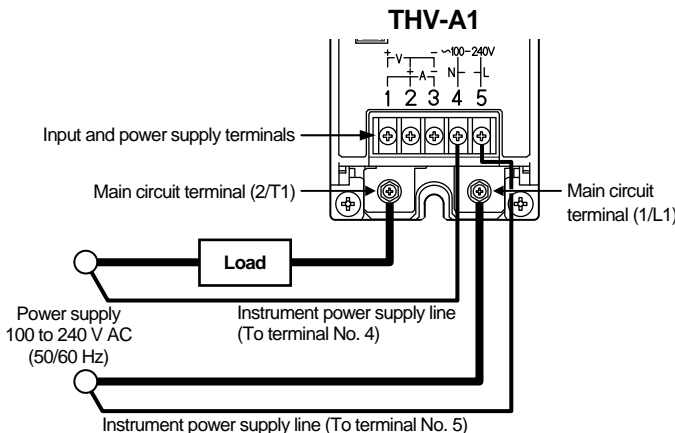 THV-A1
+ V − ∼100-240V
+ A − N L
1 2 3 4 5
Input and power supply terminals
Main circuit terminal (2/T1)
Main circuit
terminal (1/L1)
Load
Power supply
100 to 240 V AC
(50/60 Hz)
Instrument power supply line
(To terminal No. 4)
Instrument power supply line (To terminal No. 5)